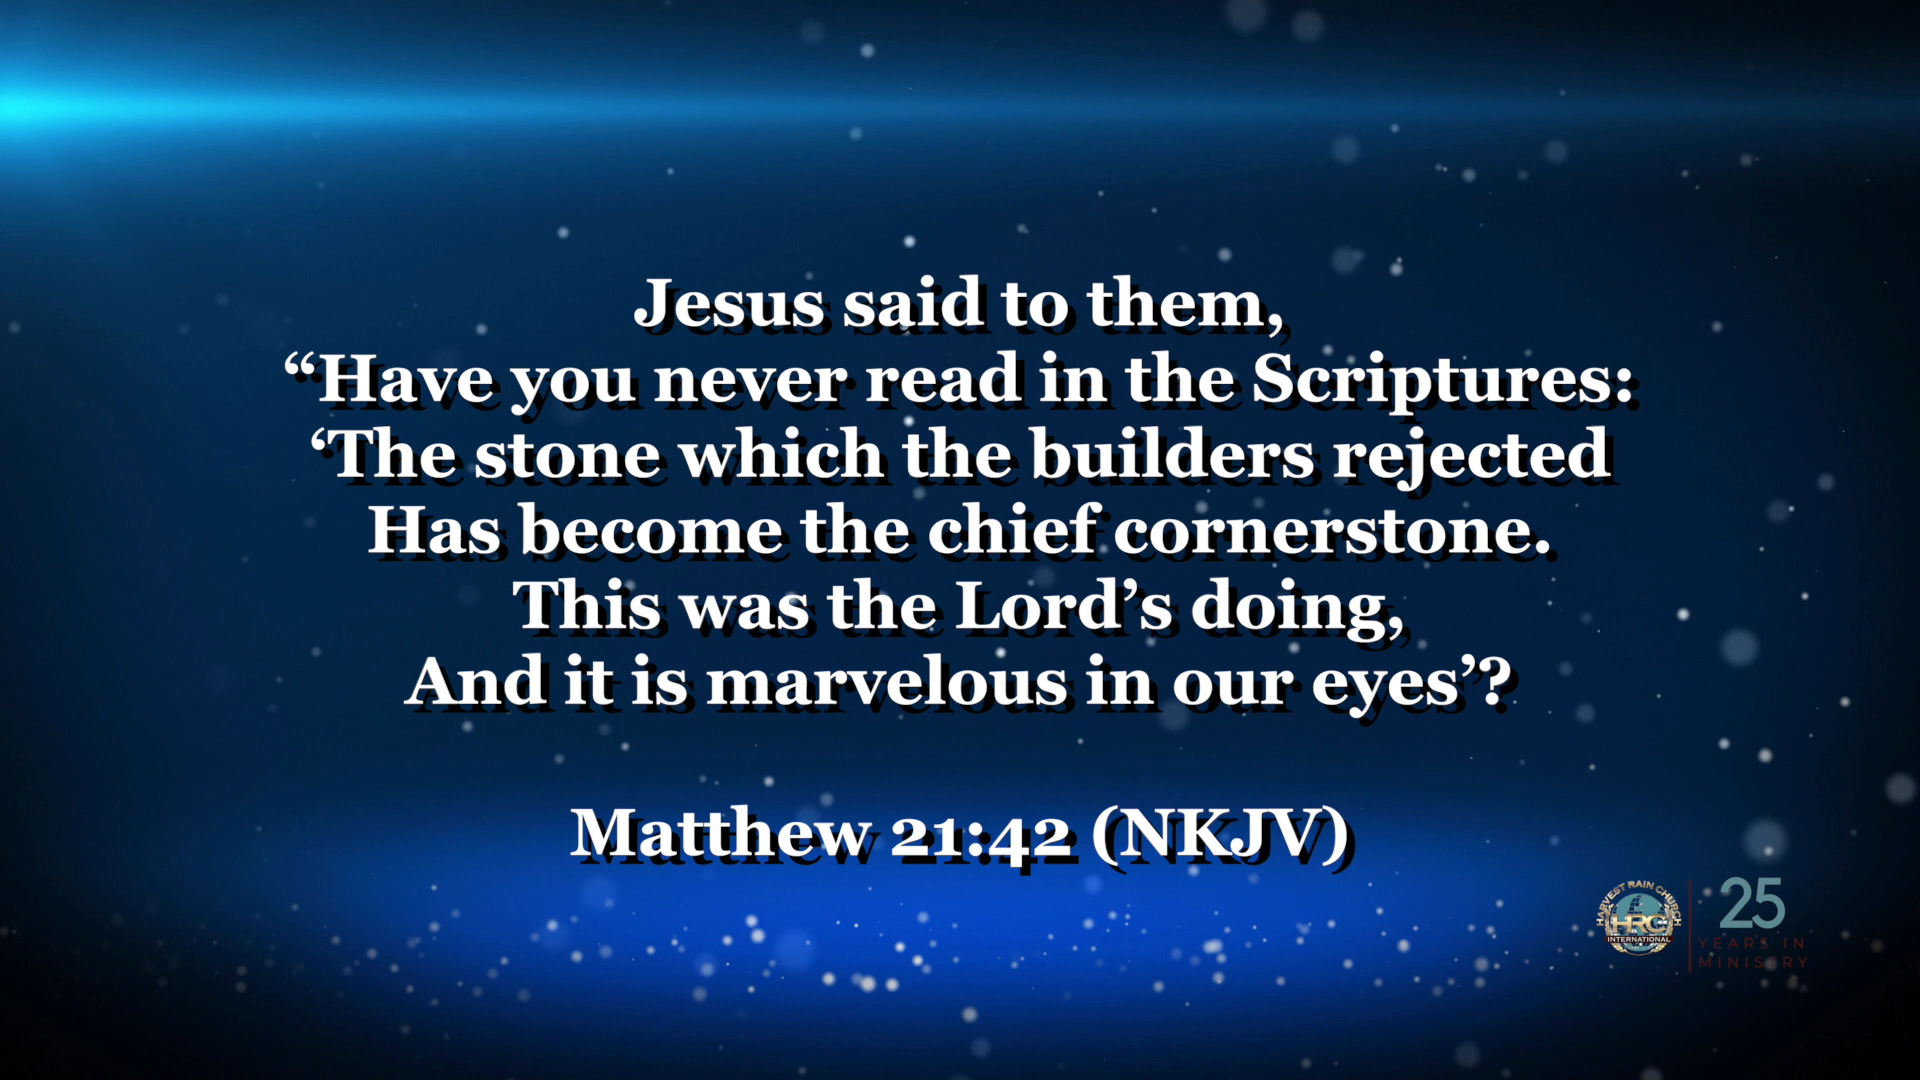 Jesus said to them,
“Have you never read in the Scriptures:
‘The stone which the builders rejected
Has become the chief cornerstone.
This was the Lord’s doing,
And it is marvelous in our eyes’?
Matthew 21:42 (NKJV)
HARVEST RAIN CHURCH
HRC
INTERNATIONAL
25
YEARS IN
MINISTRY